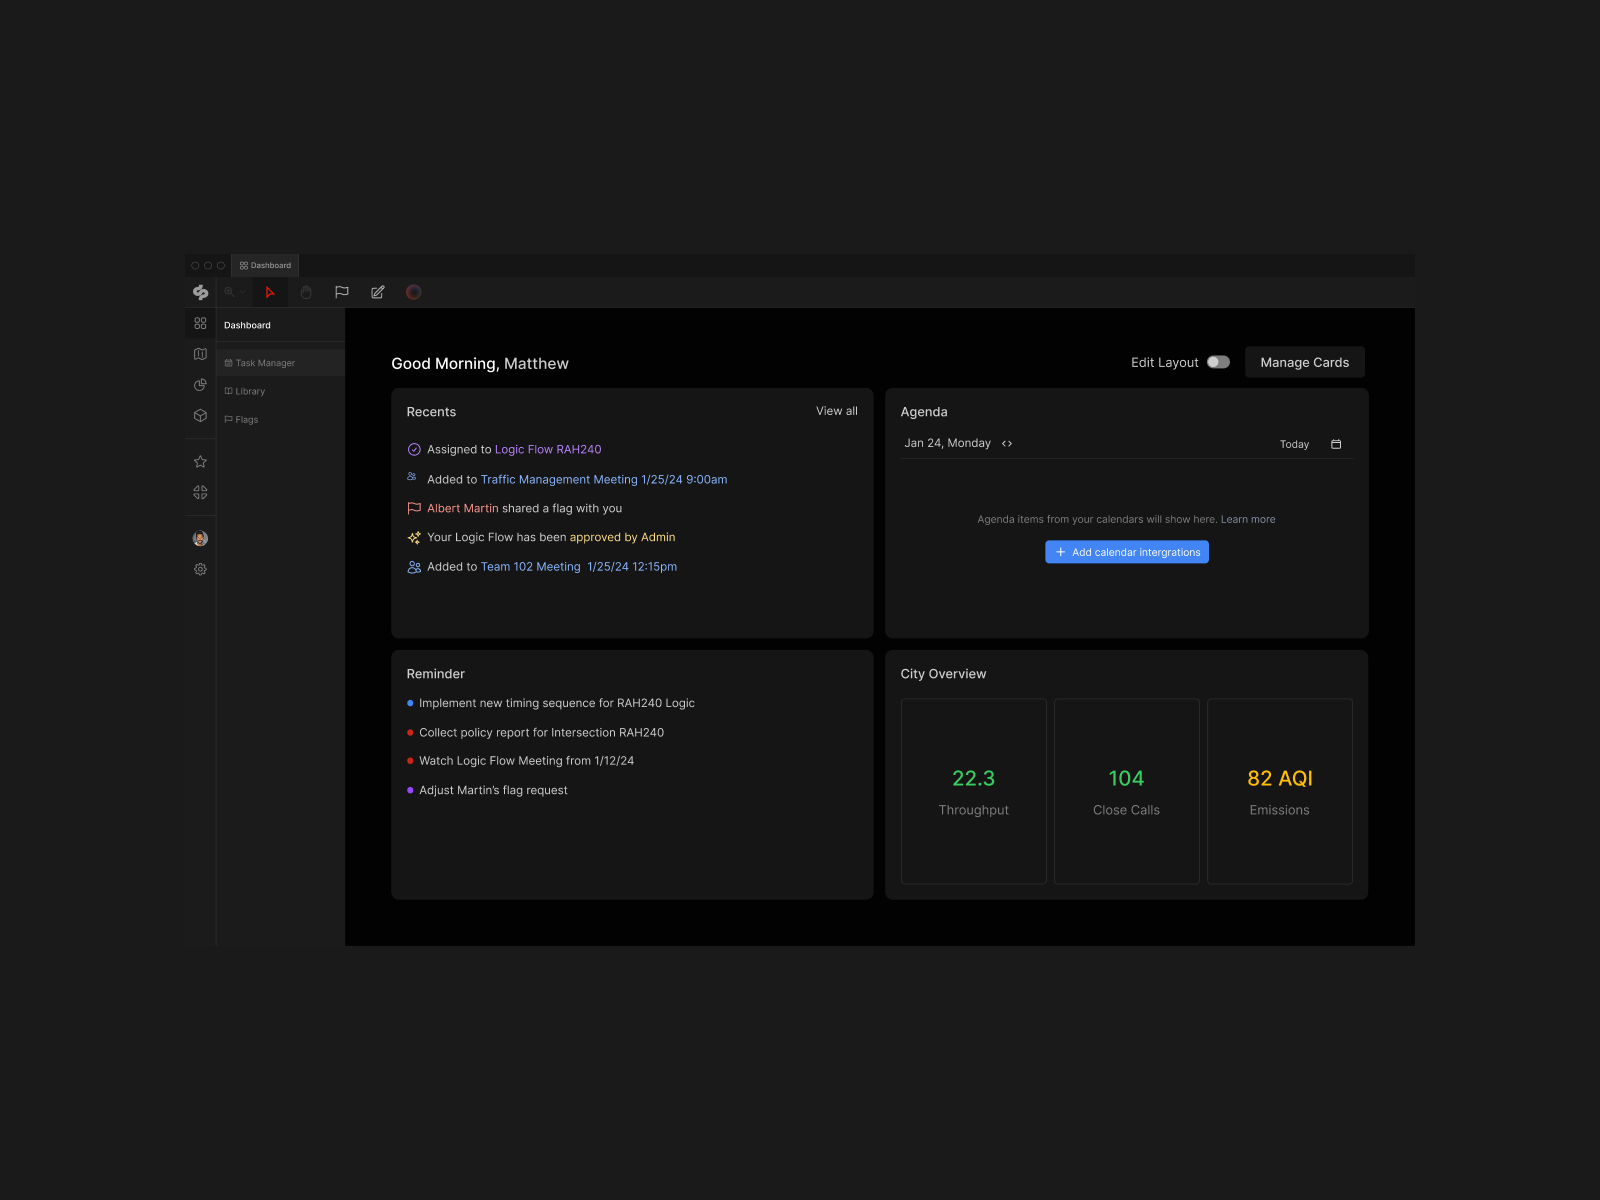 Dashboard
Dashboard
Task Manager
Library
Flags
Good Morning, Matthew
Edit Layout
Manage Cards
Recents
View all
Assigned to Logic Flow RAH240
Added to Traffic Management Meeting 1/25/24 9:00am
Albert Martin shared a flag with you
Your Logic Flow has been approved by Admin
Added to Team 102 Meeting 1/25/24 12:15pm
Agenda
Jan 24, Monday
Today
Agenda items from your calendars will show here. Learn more
Add calendar intergrations
Reminder
Implement new timing sequence for RAH240 Logic
Collect policy report for Intersection RAH240
Watch Logic Flow Meeting from 1/12/24
Adjust Martin's flag request
City Overview
22.3
Throughput
104
Close Calls
82 AQI
Emissions